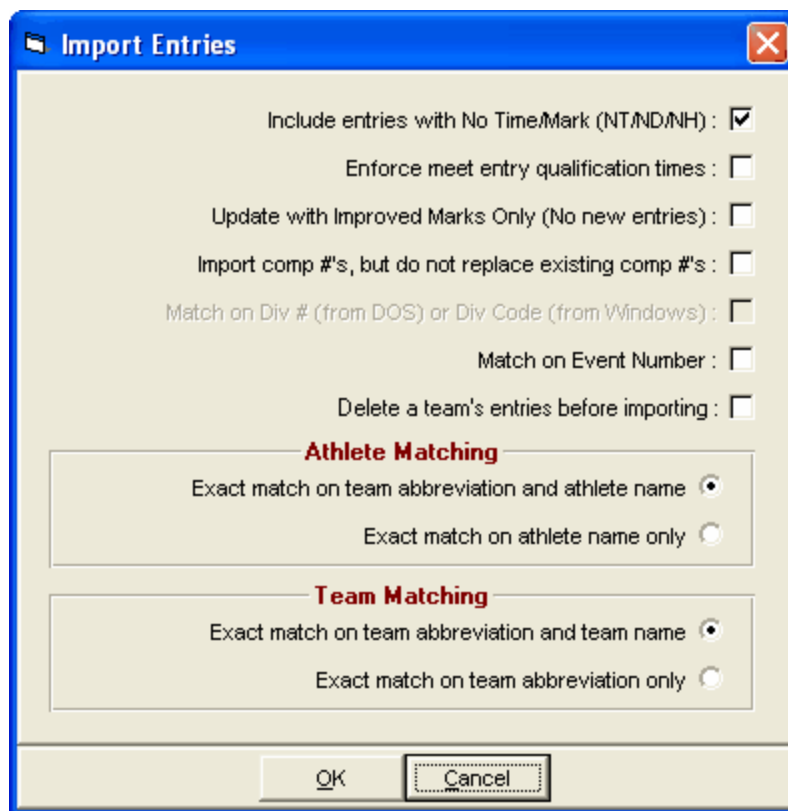 Import Entries
Include entries with No Time/Mark (NT/ND/NH) :
Enforce meet entry qualification times :
Update with Improved Marks Only (No new entries) :
Import comp #'s, but do not replace existing comp #'s :
Match on Div # (from DOS) or Div Code (from Windows) :
Match on Event Number :
Delete a team's entries before importing :
Athlete Matching
Exact match on team abbreviation and athlete name
Exact match on athlete name only
Team Matching
Exact match on team abbreviation and team name
Exact match on team abbreviation only
OK Cancel